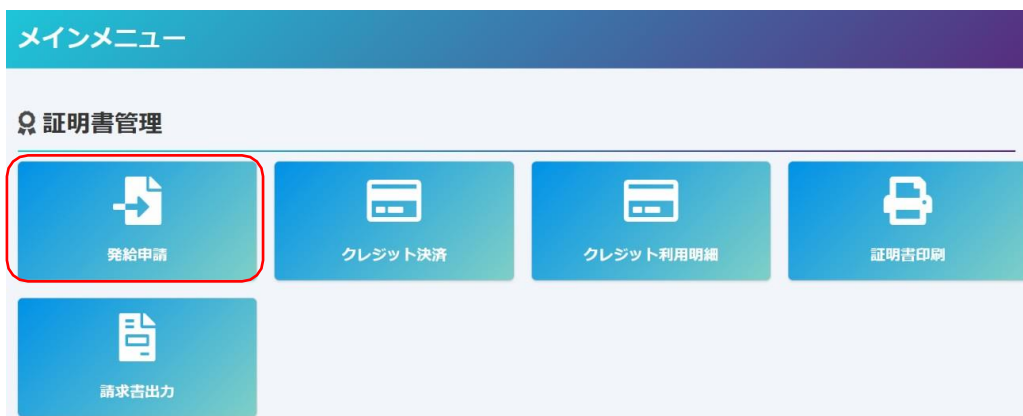 メインメニュー
証明書管理
発給申請
クレジット決済
クレジット利用明細
証明書印刷
請求書出力